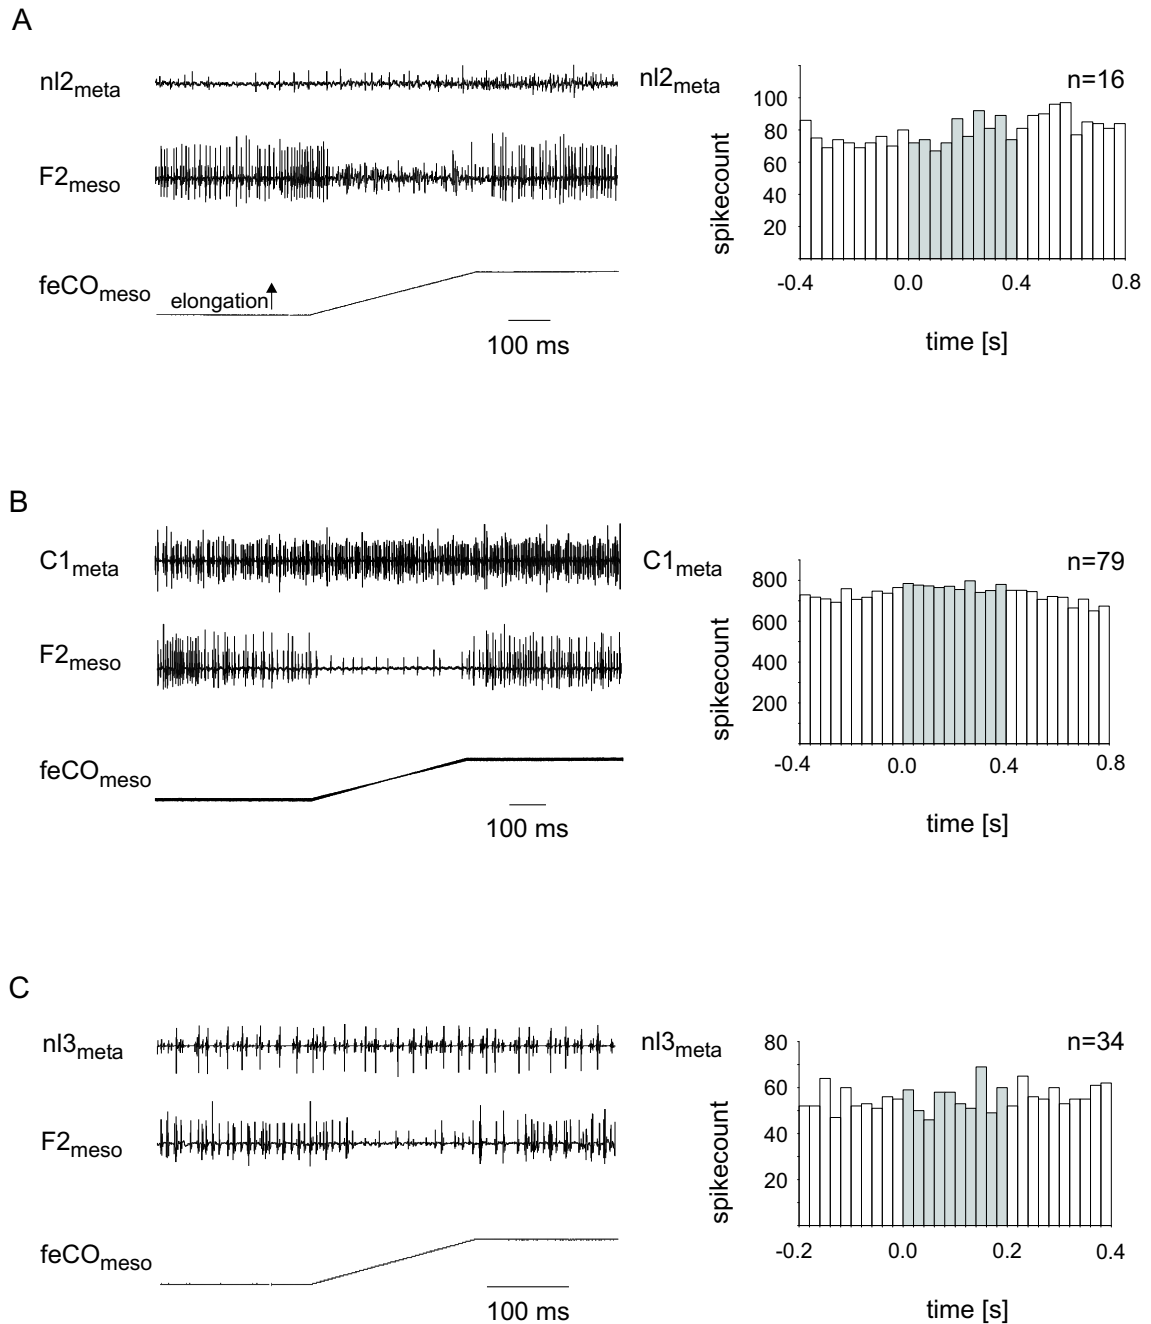 A
nl2meta
F2meso
feCOmeso
elongation
100 ms
nl2meta
n=16
spikecount
100
80
60
40
20
-0.4 0.0 0.4 0.8
time [s]
B
C1meta
F2meso
feCOmeso
100 ms
C1meta
n=79
spikecount
800
600
400
200
-0.4 0.0 0.4 0.8
time [s]
C
nl3meta
F2meso
feCOmeso
100 ms
nl3meta
n=34
spikecount
80
60
40
20
-0.2 0.0 0.2 0.4
time [s]